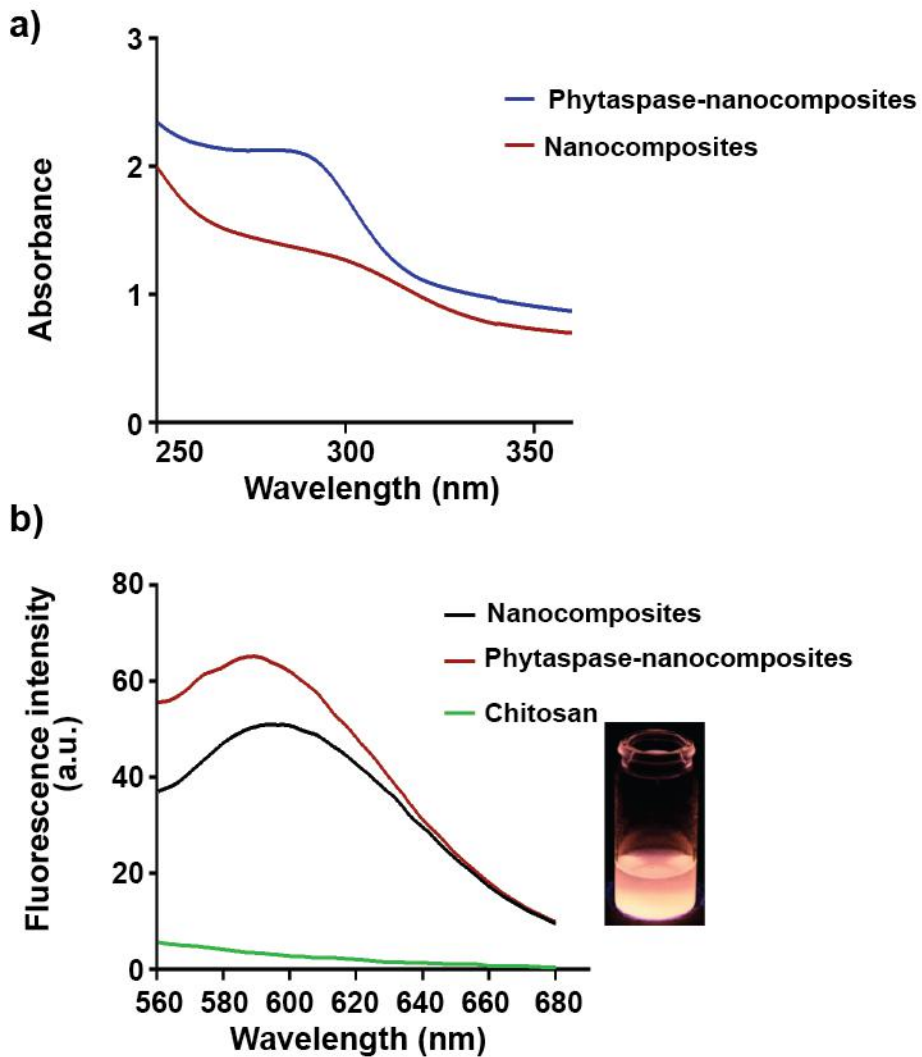 a)
3
2
1
0
Absorbance
250 300 350
Wavelength (nm)
Phytaspase-nanocomposites
Nanocomposites
b)
80
60
40
20
0
Fluorescence intensity
(a.u.)
560 580 600 620 640 660 680
Wavelength (nm)
Nanocomposites
Phytaspase-nanocomposites
Chitosan